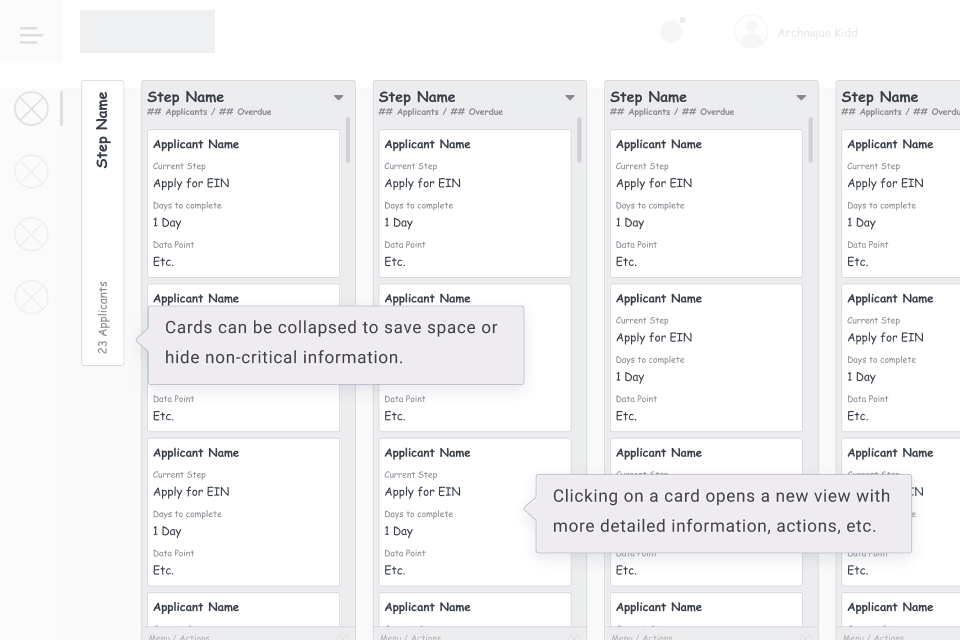 Archnique Kidd
Step Name
23 Applicants
Step Name
## Applicants / ## Overdue
Applicant Name
Current Step
Apply for EIN
Days to complete
1 Day
Data Point
Etc.
Applicant Name
Data Point
Etc.
Applicant Name
Current Step
Apply for EIN
Days to complete
1 Day
Data Point
Etc.
Applicant Name
Menu / Actions
Step Name
## Applicants / ## Overdue
Applicant Name
Current Step
Apply for EIN
Days to complete
1 Day
Data Point
Etc.
Applicant Name
Data Point
Etc.
Applicant Name
Current Step
Apply for EIN
Days to complete
1 Day
Data Point
Etc.
Applicant Name
Menu / Actions
Cards can be collapsed to save space or
hide non-critical information.
Step Name
## Applicants / ## Overdue
Applicant Name
Current Step
Apply for EIN
Days to complete
1 Day
Data Point
Etc.
Applicant Name
Current Step
Apply for EIN
Days to complete
1 Day
Data Point
Etc.
Applicant Name
Current Step
Data Point
Etc.
Applicant Name
Menu / Actions
Step Name
## Applicants / ## Overdu
Applicant Name
Current Step
Apply for EIN
Days to complete
1 Day
Data Point
Etc.
Applicant Name
Current Step
Apply for EIN
Days to complete
1 Day
Data Point
Etc.
Applicant Name
Current Step
Data Point
Etc.
Applicant Name
Menu / Actions
Clicking on a card opens a new view with
more detailed information, actions, etc.